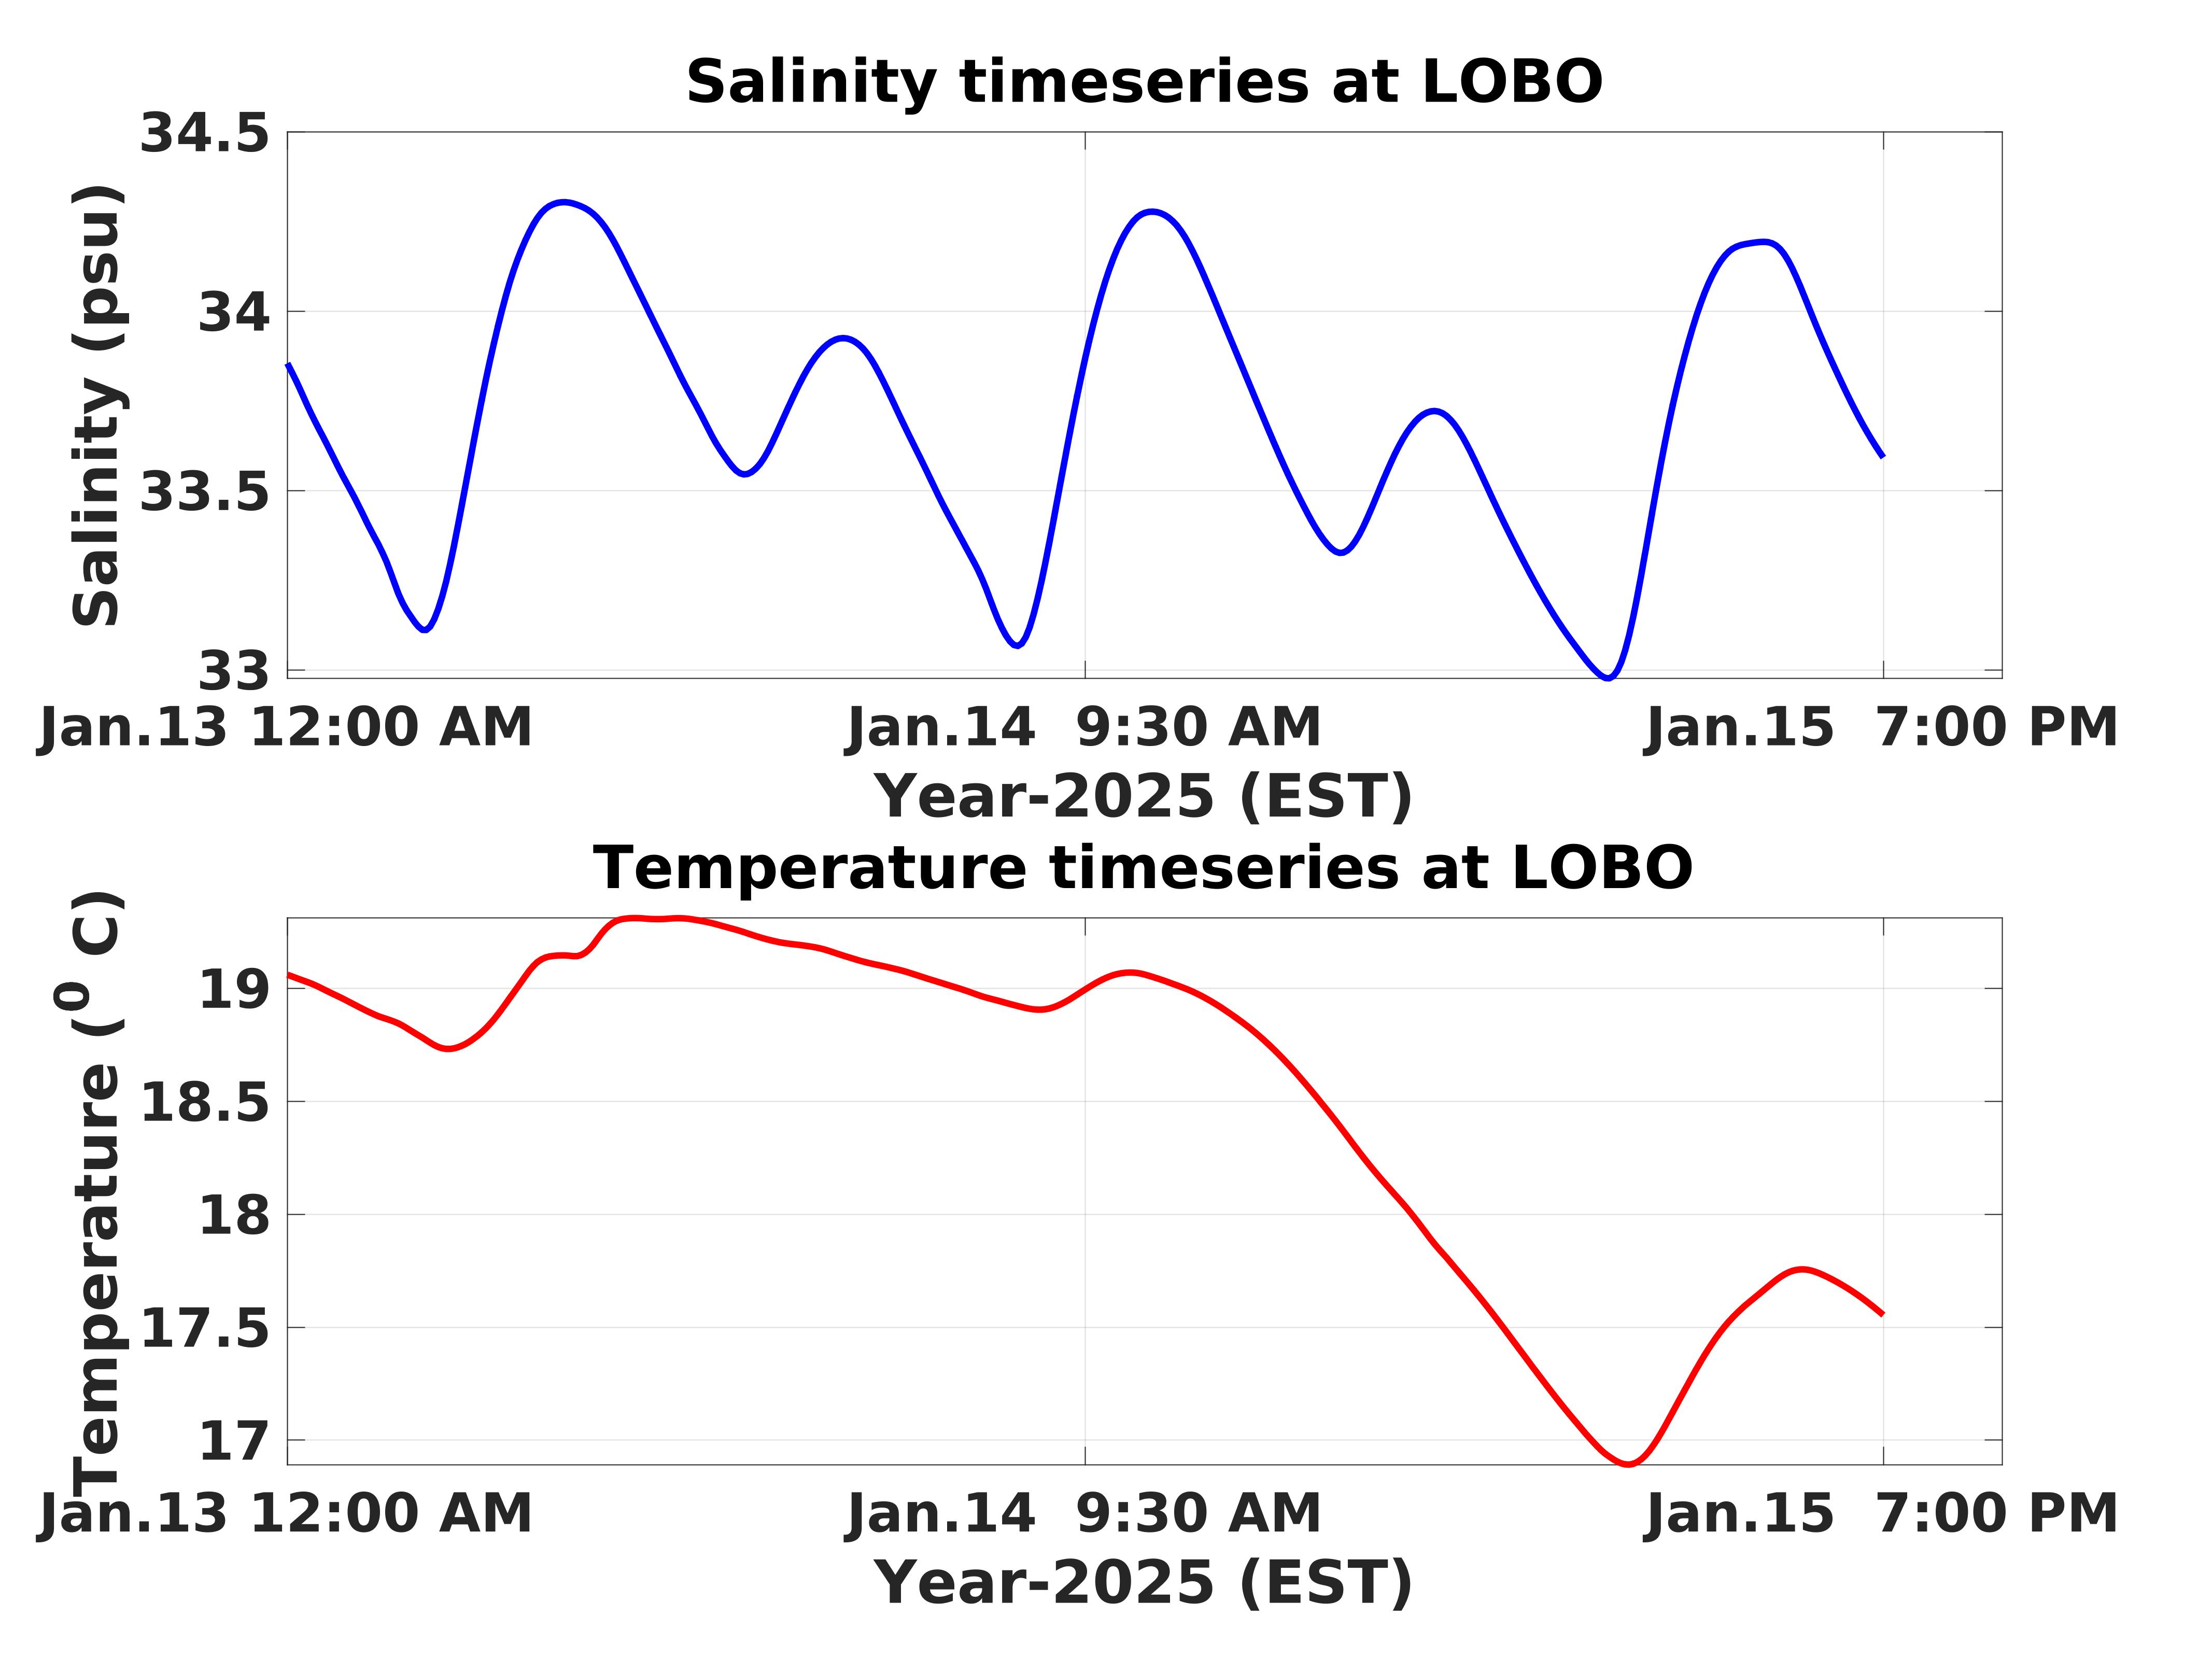 Salinity timeseries at LOBO
Salinity (psu)
34.5
34
33.5
33
Jan.13 12:00 AM
Jan.14  9:30 AM
Jan.15  7:00 PM
Year-2025 (EST)
Temperature timeseries at LOBO
Temperature (⁰ C)
19
18.5
18
17.5
17
Jan.13 12:00 AM
Jan.14  9:30 AM
Jan.15  7:00 PM
Year-2025 (EST)